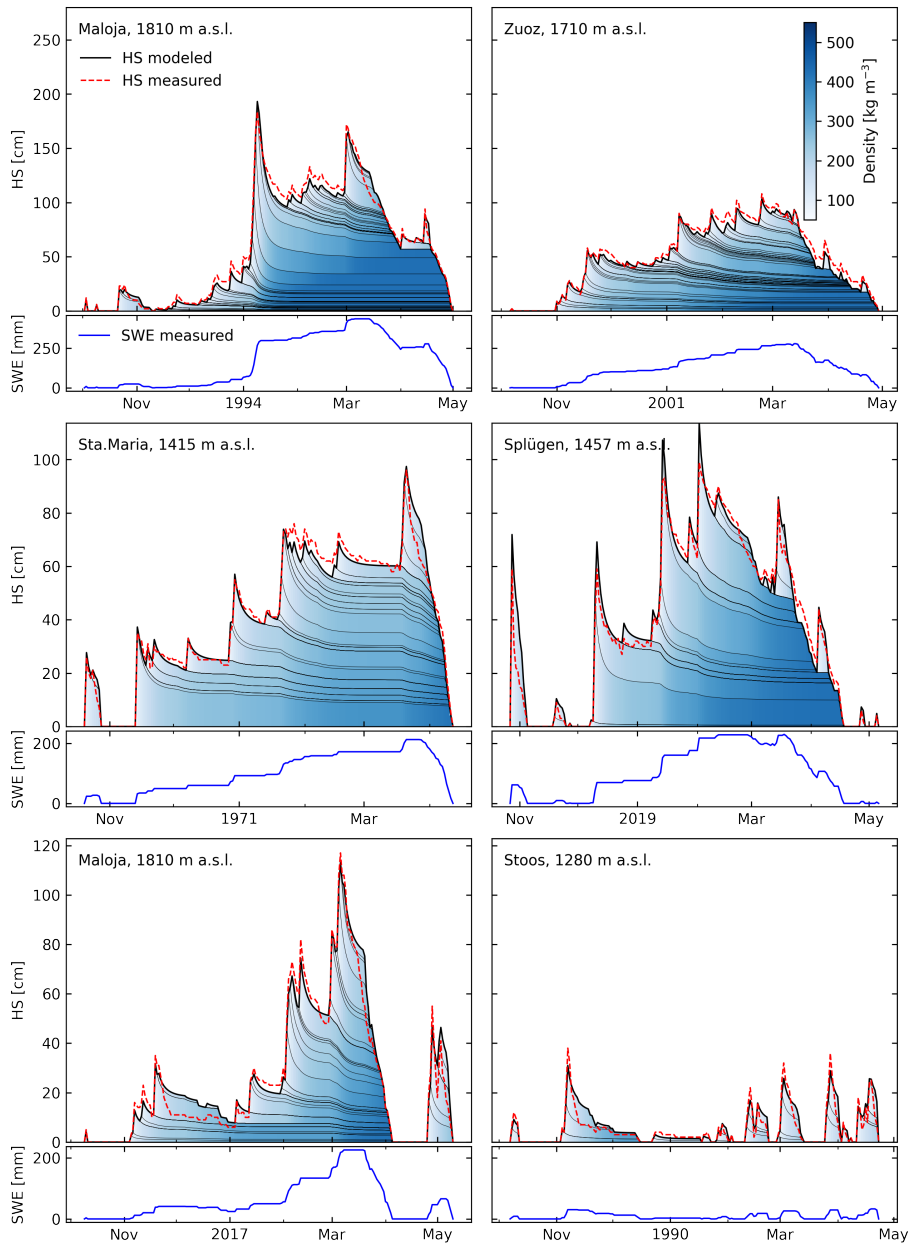 Maloja, 1810 m a.s.l.
HS modeled
HS measured
HS [cm]
250
200
150
100
50
0
Zuoz, 1710 m a.s.l.
500
400
300
200
100
Density [kg m⁻³]
SWE measured
SWE [mm]
250
0
Nov
1994
Mar
May
Nov
2001
Mar
May
Sta.Maria, 1415 m a.s.l.
HS [cm]
100
80
60
40
20
0
Splügen, 1457 m a.s.l.
SWE [mm]
200
0
Nov
1971
Mar
Nov
2019
Mar
May
Maloja, 1810 m a.s.l.
HS [cm]
120
100
80
60
40
20
0
Stoos, 1280 m a.s.l.
SWE [mm]
200
0
Nov
2017
Mar
May
Nov
1990
Mar
May